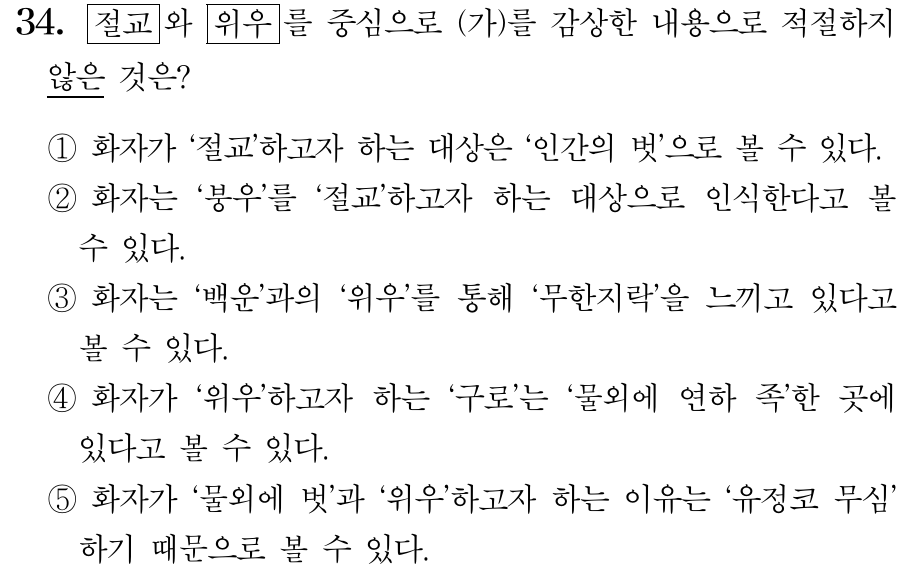 34. 절교와 위우를 중심으로 (가)를 감상한 내용으로 적절하지
않은 것은?
① 화자가 ‘절교’하고자 하는 대상은 ‘인간의 벗’으로 볼 수 있다.
② 화자는 ‘붕우’를 ‘절교’하고자 하는 대상으로 인식한다고 볼
수 있다.
③ 화자는 ‘백운’과의 ‘위우’를 통해 ‘무한지락’을 느끼고 있다고
볼 수 있다.
④ 화자가 ‘위우’하고자 하는 ‘구로’는 ‘물외에 연하 족’한 곳에
있다고 볼 수 있다.
⑤ 화자가 ‘물외에 벗’과 ‘위우’하고자 하는 이유는 ‘유정코 무심’
하기 때문으로 볼 수 있다.